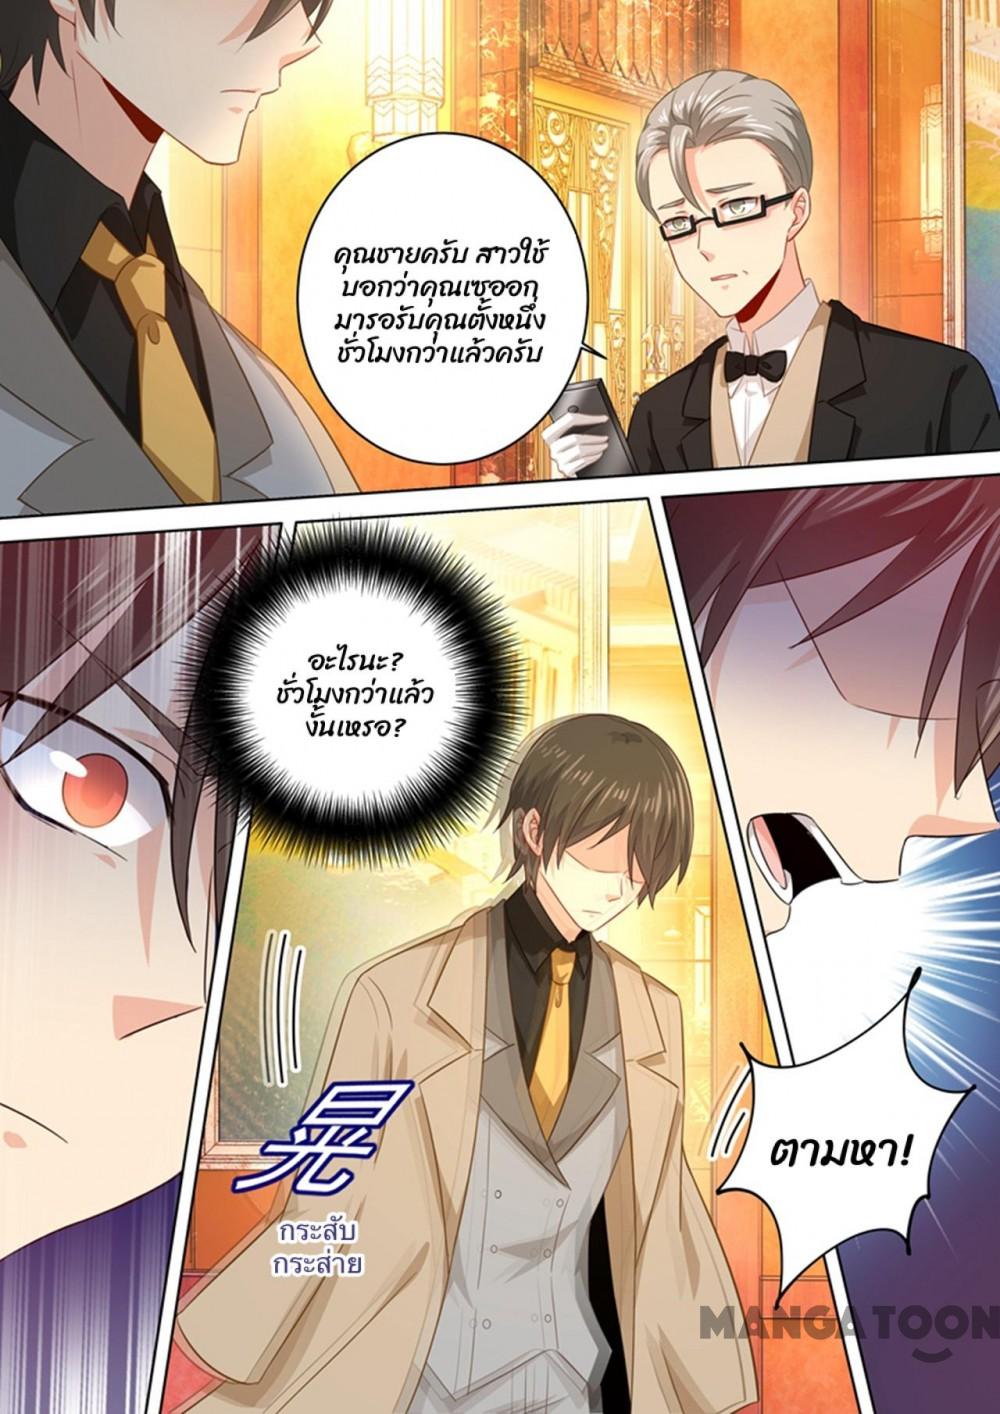 คุณชายครับ สาวใช้
บอกว่าคุณเซออก
มารอรับคุณตั้งหนึ่ง
ชั่วโมงกว่าแล้วครับ
อะไรนะ?
ชั่วโมงกว่าแล้ว
งั้นเหรอ?
晃
กระสับ
กระส่าย
ตามหา!
MANGATOON